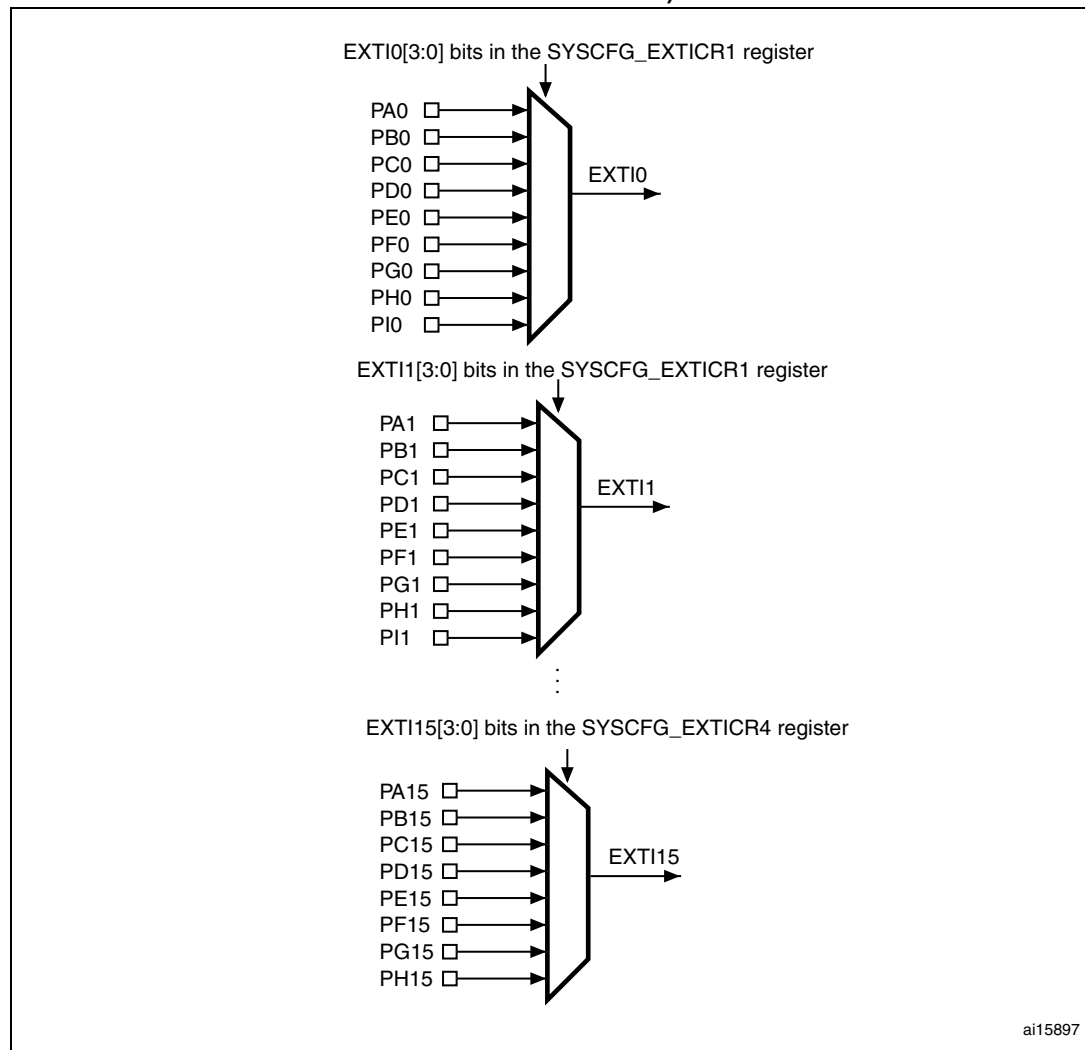 EXTI0[3:0] bits in the SYSCFG_EXTICR1 register
PA0
PB0
PC0
PD0
PE0
PF0
PG0
PH0
PI0
EXTI0
EXTI1[3:0] bits in the SYSCFG_EXTICR1 register
PA1
PB1
PC1
PD1
PE1
PF1
PG1
PH1
PI1
EXTI1
EXTI15[3:0] bits in the SYSCFG_EXTICR4 register
PA15
PB15
PC15
PD15
PE15
PF15
PG15
PH15
EXTI15
ai15897